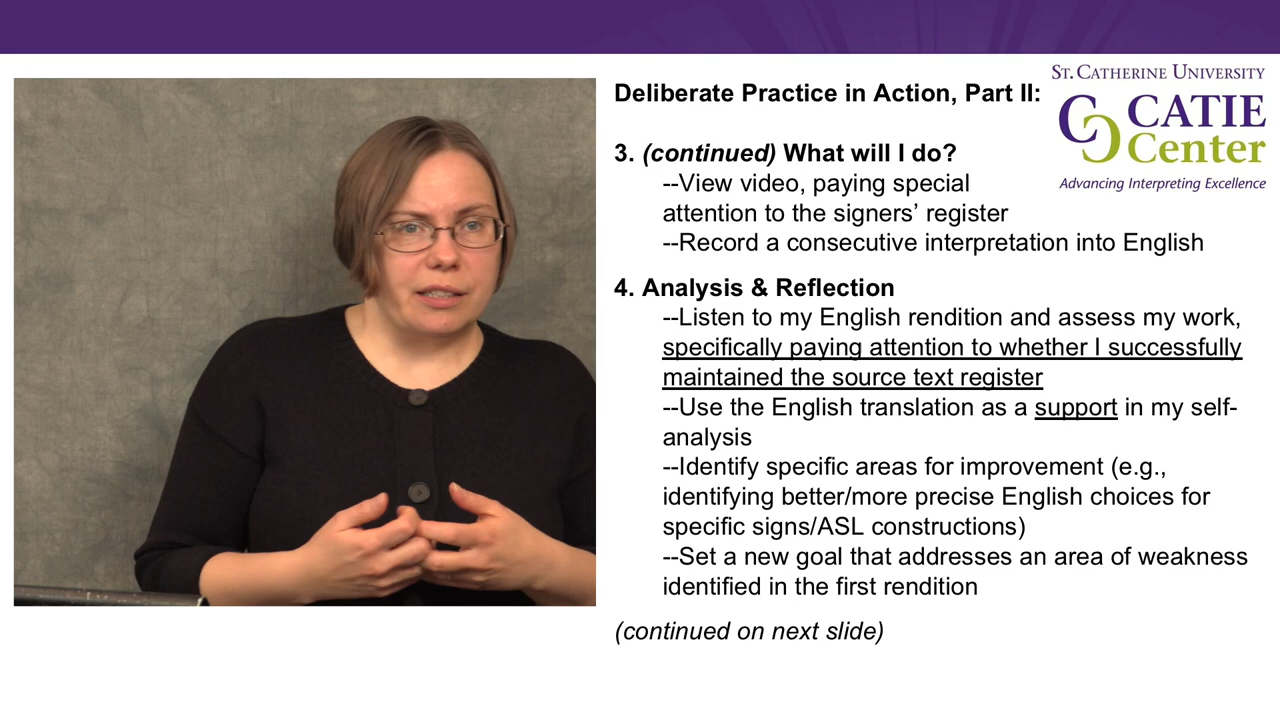 ST. CATHERINE UNIVERSITY
CATIE
Center
Advancing Interpreting Excellence
Deliberate Practice in Action, Part II:
3. (continued) What will I do?
--View video, paying special
attention to the signers’ register
--Record a consecutive interpretation into English
4. Analysis & Reflection
--Listen to my English rendition and assess my work,
specifically paying attention to whether I successfully
maintained the source text register
--Use the English translation as a support in my self-
analysis
--Identify specific areas for improvement (e.g.,
identifying better/more precise English choices for
specific signs/ASL constructions)
--Set a new goal that addresses an area of weakness
identified in the first rendition
(continued on next slide)